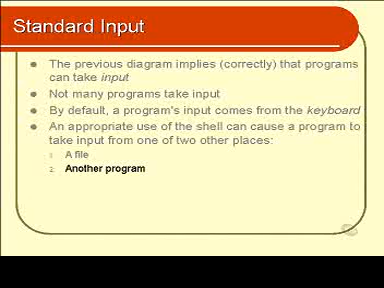 Standard Input
The previous diagram implies (correctly) that programs
can take input
Not many programs take input
By default, a program's input comes from the keyboard
An appropriate use of the shell can cause a program to
take input from one of two other places:
1. A file
2. Another program